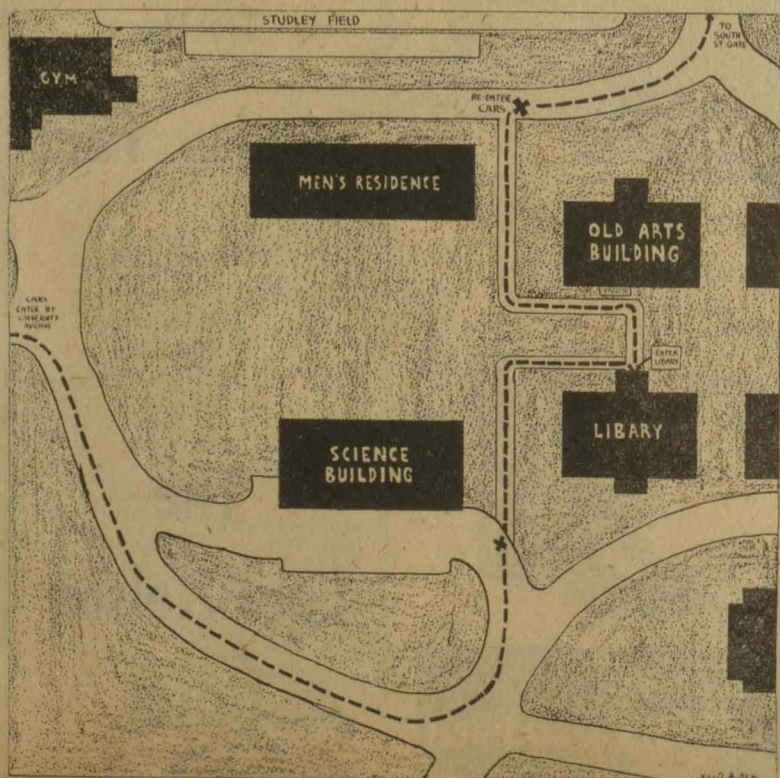 STUDLEY FIELD
TO
SOUTH
ST GATE
GYM
RE-ENTER
CARS
MEN'S RESIDENCE
OLD ARTS
BUILDING
CARS
ENTER BY
UNIVERSITY
AVENUE
ENTER
LIBRARY
LIBARY
SCIENCE
BUILDING